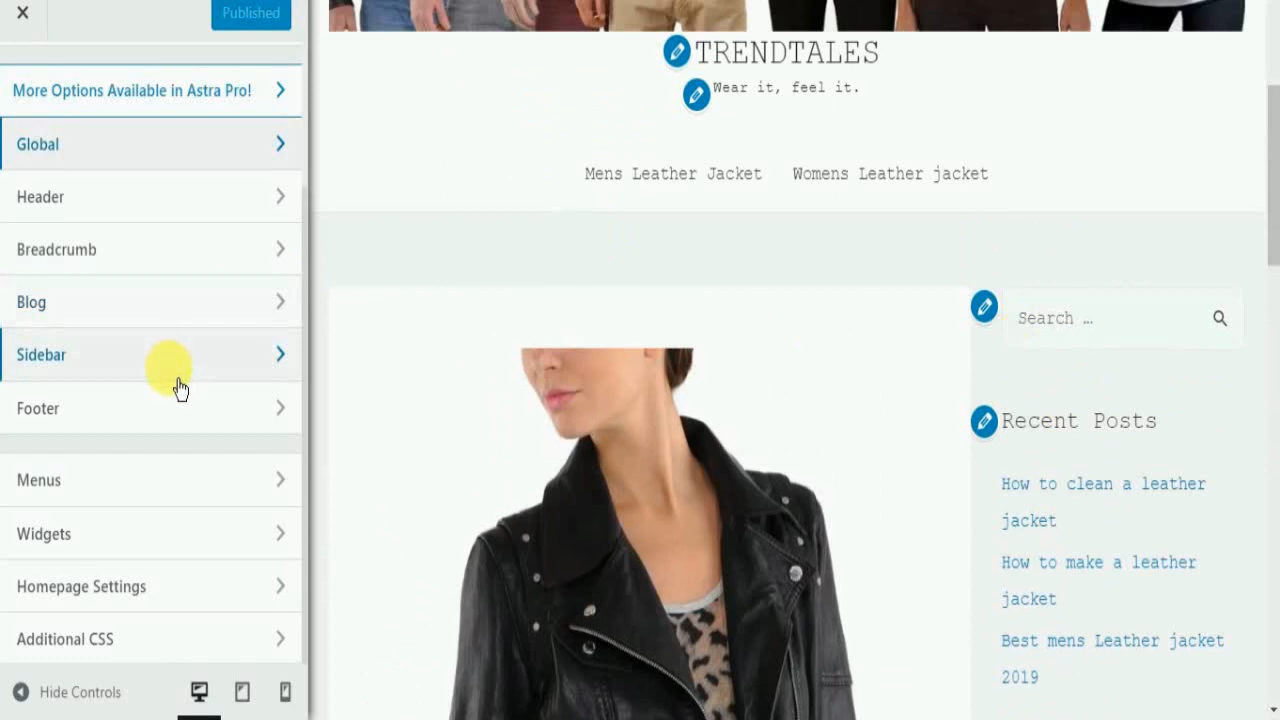 Published
More Options Available in Astra Pro!
Global
Header
Breadcrumb
Blog
Sidebar
Footer
Menus
Widgets
Homepage Settings
Additional CSS
Hide Controls
TRENDTALES
Wear it, feel it.
Mens Leather Jacket Womens Leather jacket
Search …
Recent Posts
How to clean a leather
jacket
How to make a leather
jacket
Best mens Leather jacket
2019